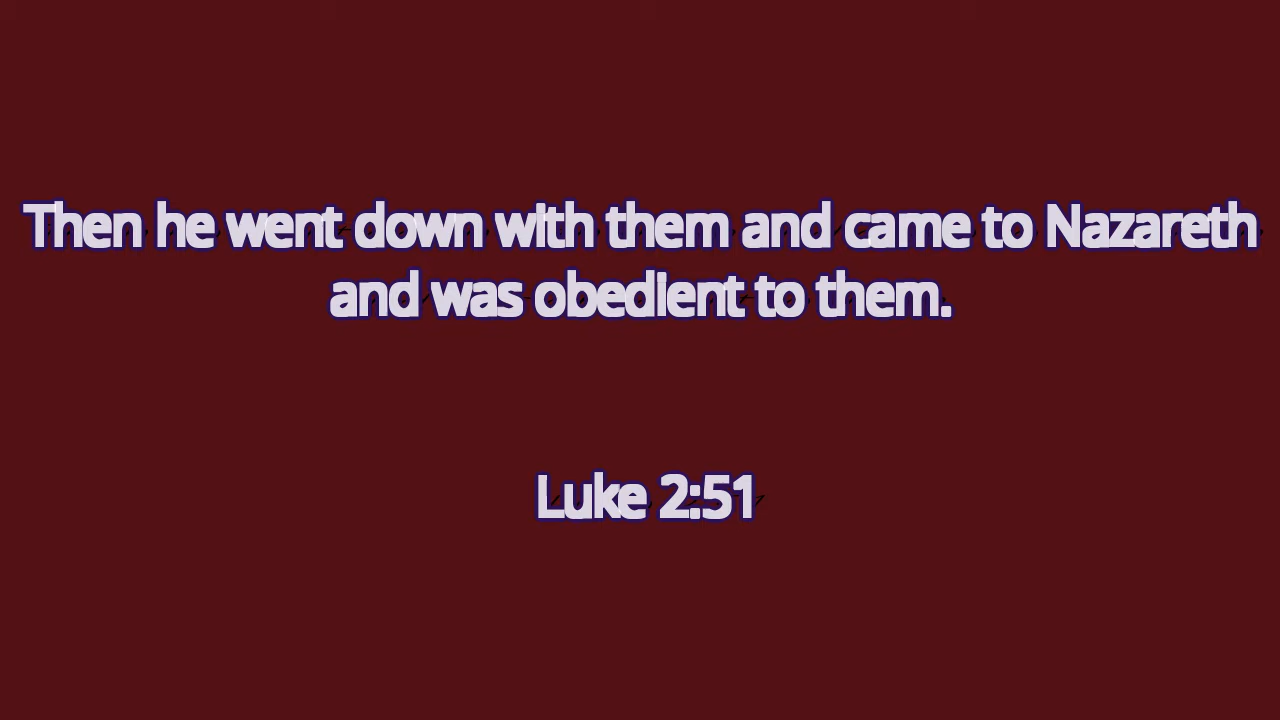 Then he went down with them and came to Nazareth
and was obedient to them.
Luke 2:51